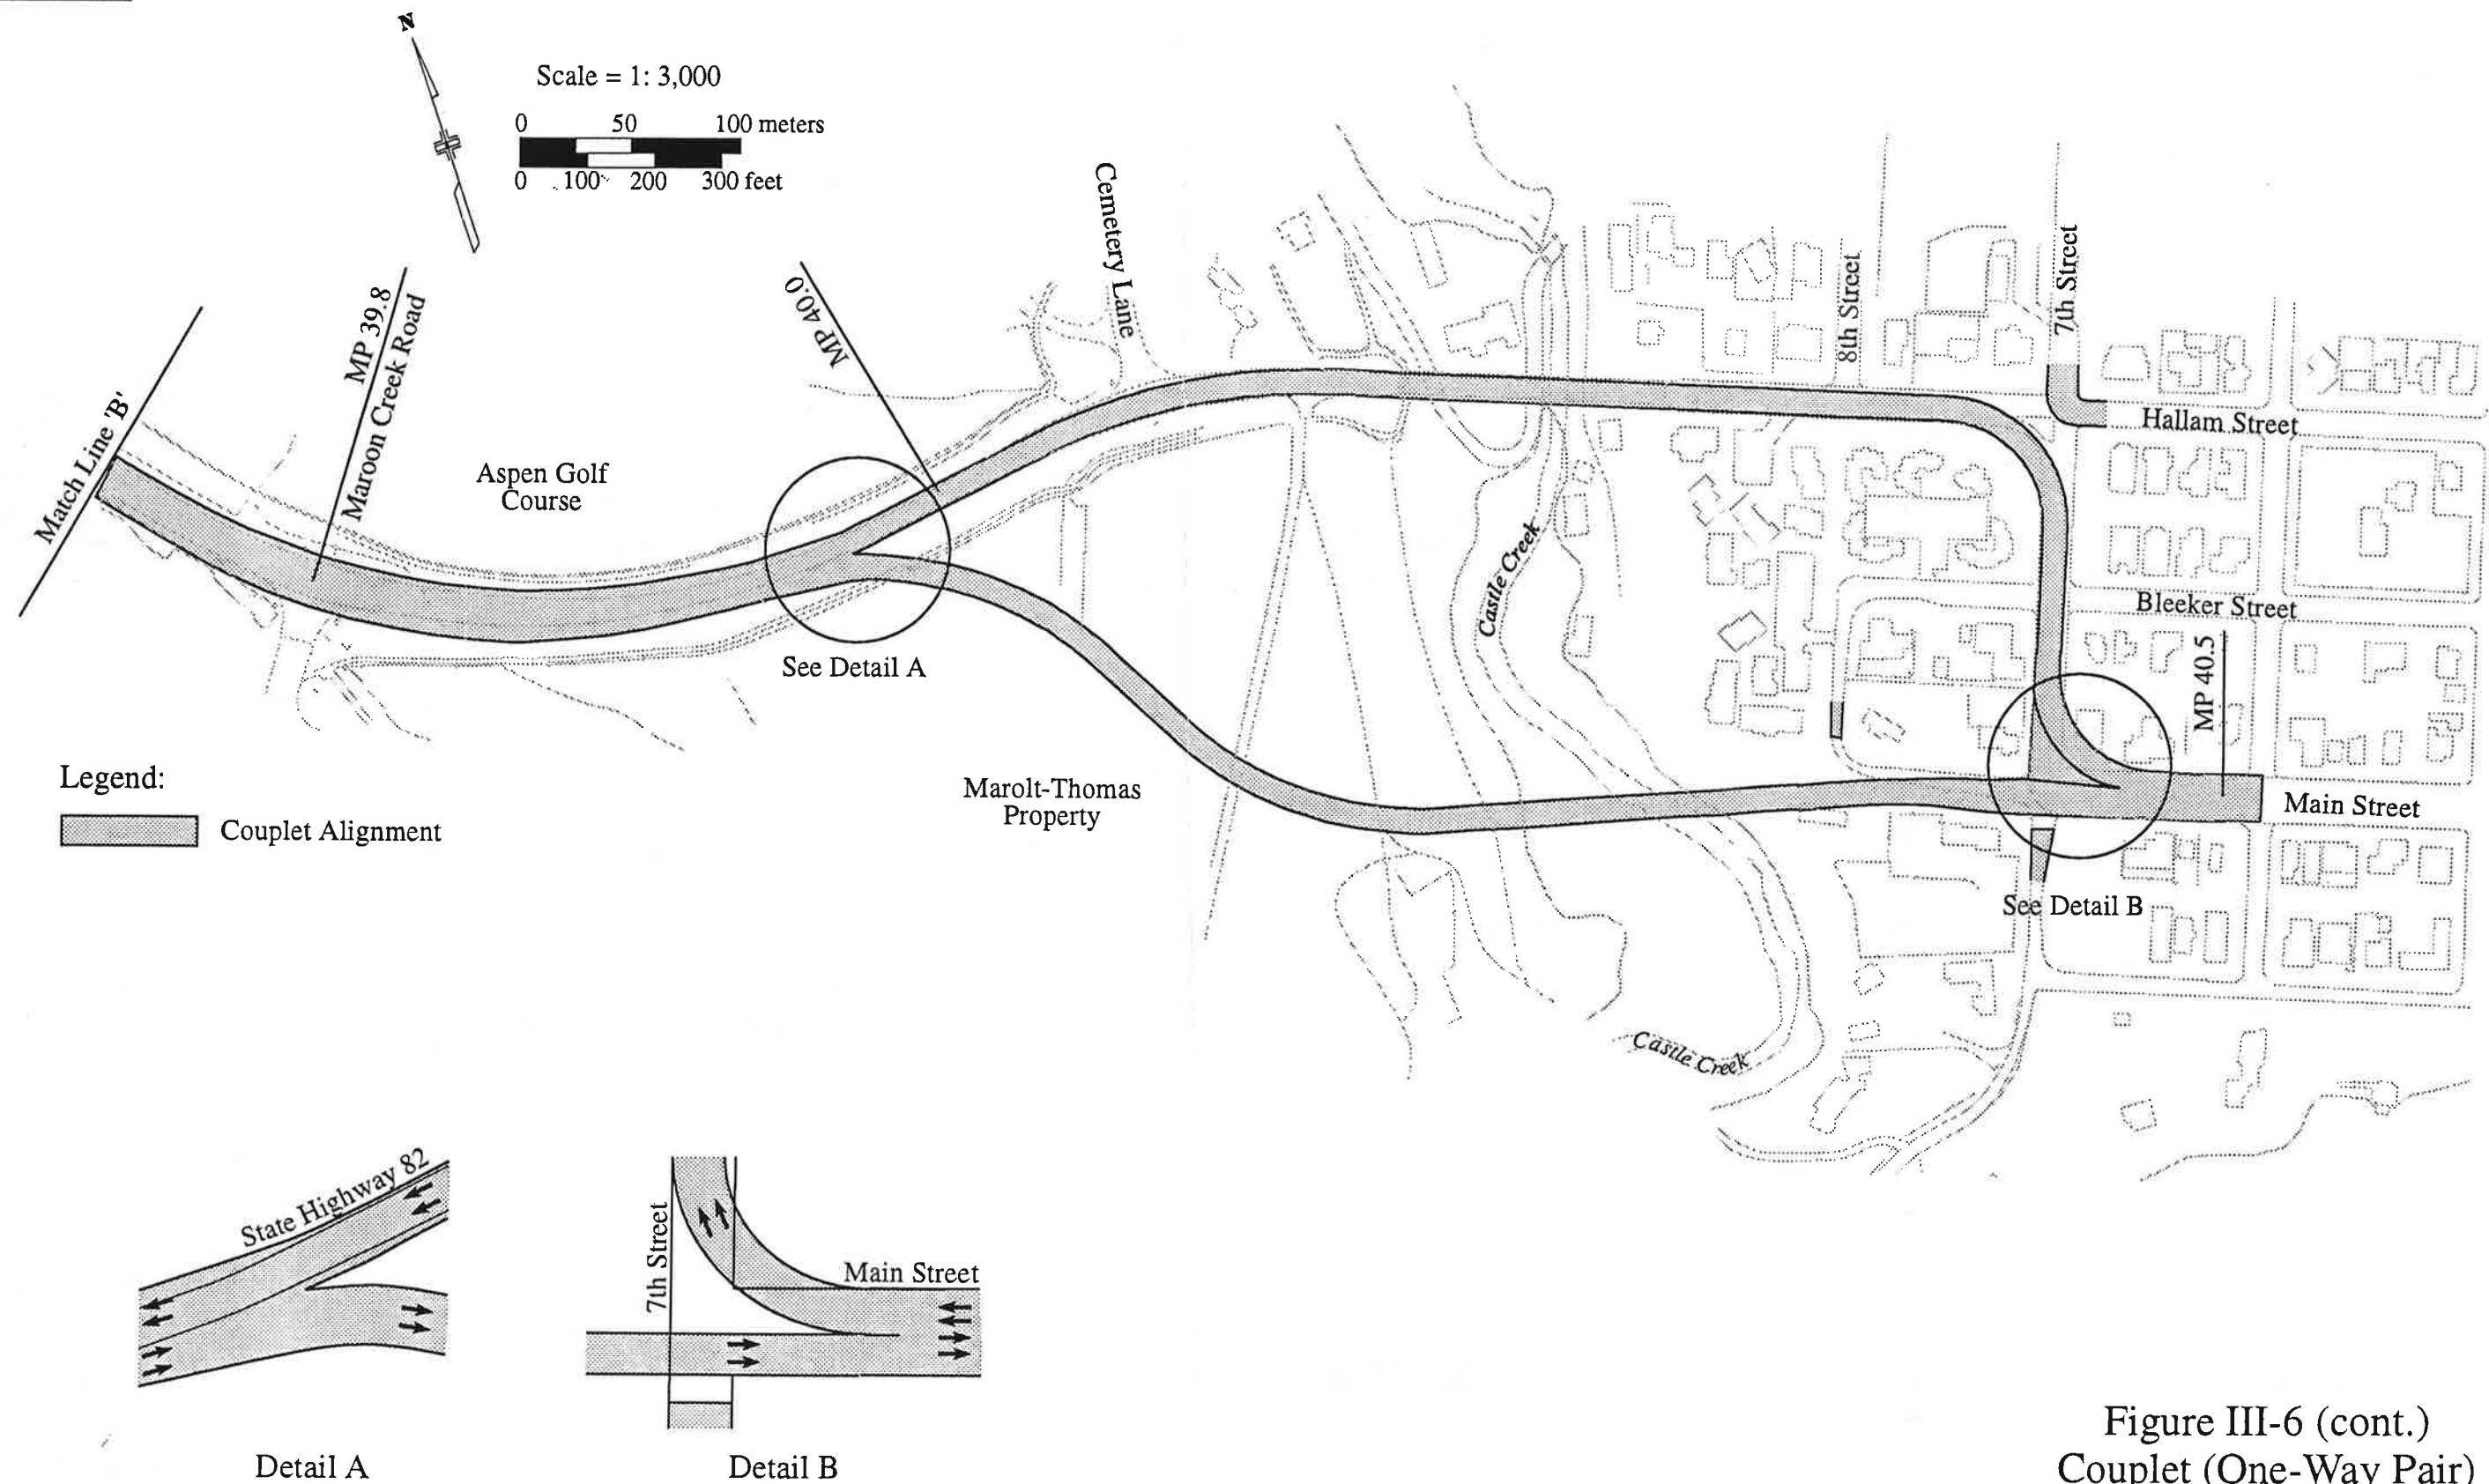 N
Scale = 1: 3,000
0 50 100 meters
0 100 200 300 feet
Match Line 'B'
MP 39.8
Maroon Creek Road
Aspen Golf
Course
MP 40.0
Cemetery Lane
8th Street
7th Street
Hallam Street
Castle Creek
Bleeker Street
MP 40.5
See Detail A
Main Street
Marolt-Thomas
Property
Legend:
Couplet Alignment
See Detail B
Castle Creek
State Highway 82
7th Street
Main Street
Detail A
Detail B
Figure III-6 (cont.)
Couplet (One-Way Pair)